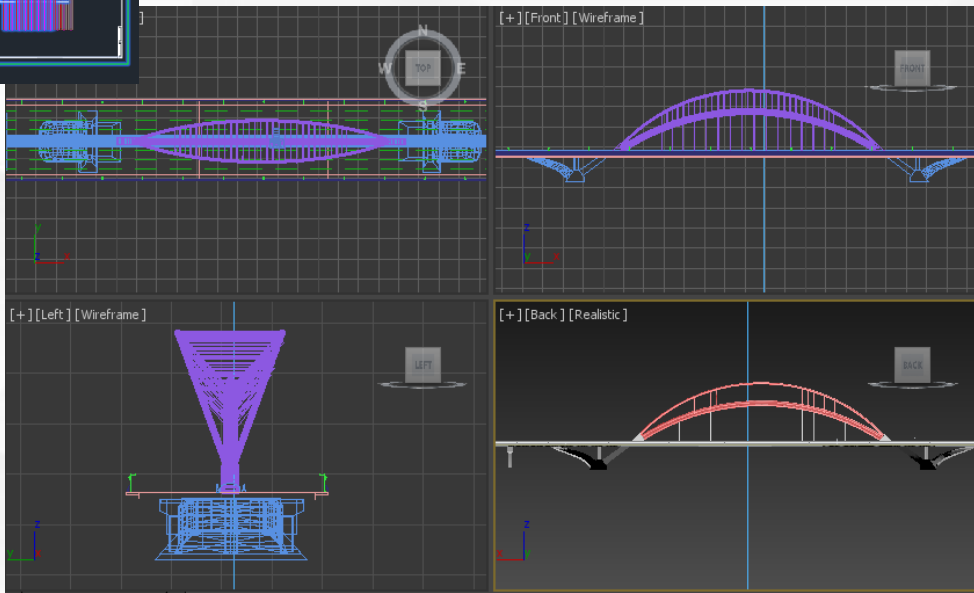 ]
N
W
TOP
E
S
[+] [Front] [Wireframe]
FRONT
y
z
x
z
y
x
[+] [Left] [Wireframe]
LEFT
z
y
[+] [Back] [Realistic]
BACK
z
x
y